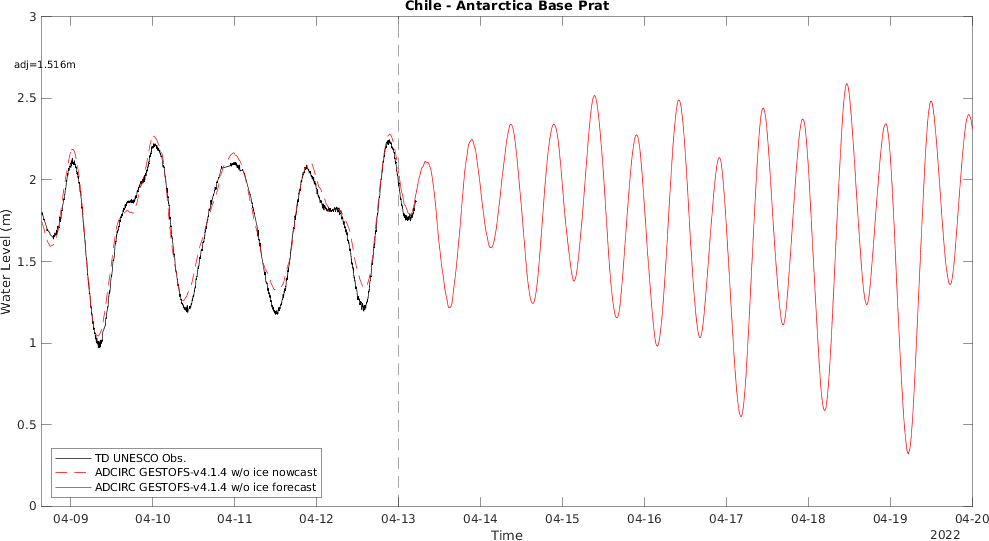 Chile - Antarctica Base Prat
adj=1.516m
3
2.5
2
1.5
1
0.5
0
Water Level (m)
TD UNESCO Obs.
ADCIRC GESTOFS-v4.1.4 w/o ice nowcast
ADCIRC GESTOFS-v4.1.4 w/o ice forecast
04-09 04-10 04-11 04-12 04-13 04-14 04-15 04-16 04-17 04-18 04-19 04-20
Time
2022